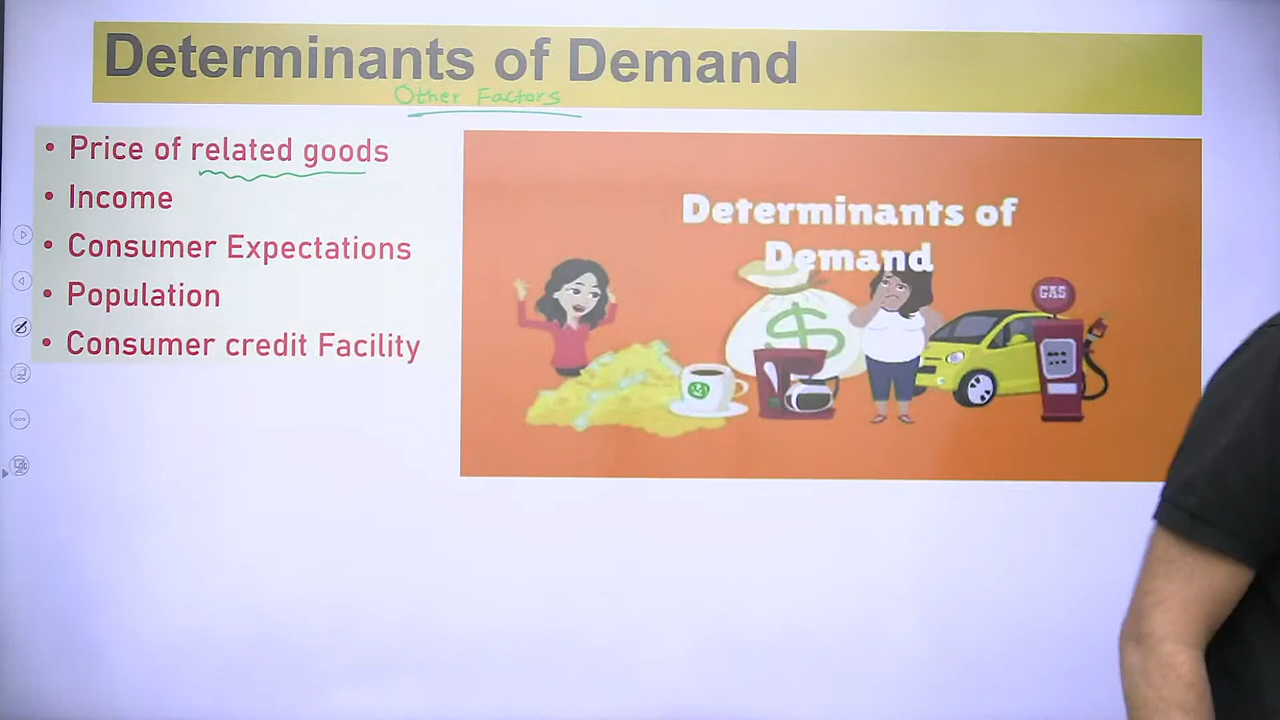 Determinants of Demand
Other Factors
• Price of related goods
• Income
• Consumer Expectations
• Population
• Consumer credit Facility
Determinants of
Demand
$
GAS